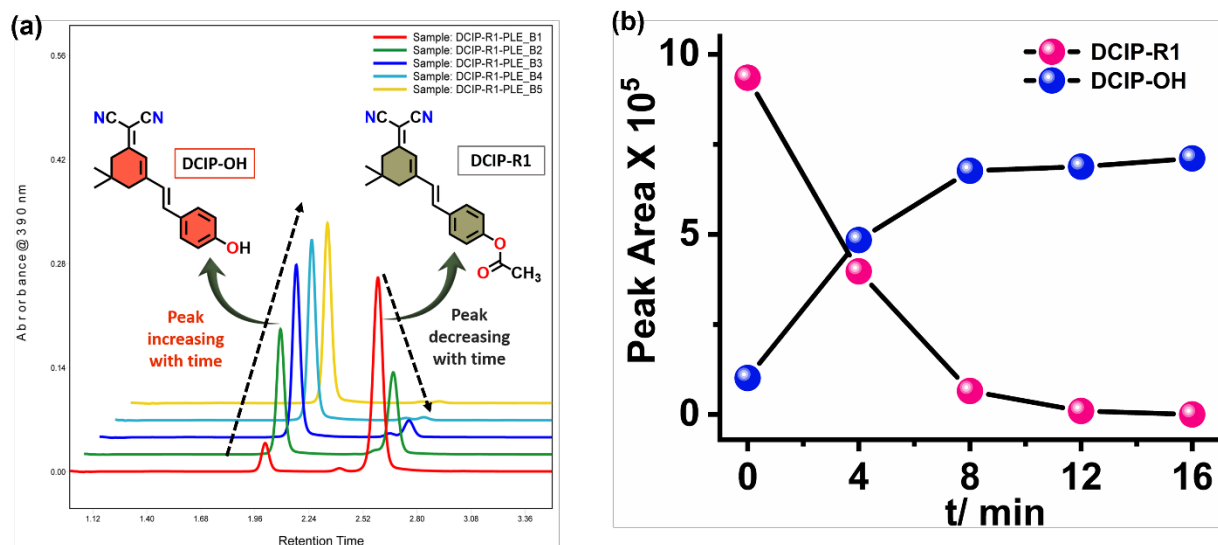 (a)
Sample: DCIP-R1-PLE_B1
Sample: DCIP-R1-PLE_B2
Sample: DCIP-R1-PLE_B3
Sample: DCIP-R1-PLE_B4
Sample: DCIP-R1-PLE_B5
0.56
0.42
0.28
0.14
0.00
Abrorbance@390 nm
NC CN
DCIP-OH
OH
NC CN
DCIP-R1
O
O CH3
Peak
increasing
with time
Peak
decreasing
with time
1.12 1.40 1.68 1.96 2.24 2.52 2.80 3.08 3.36
Retention Time
(b)
DCIP-R1
DCIP-OH
Peak Area X 10⁵
10
5
0
0 4 8 12 16
t/ min